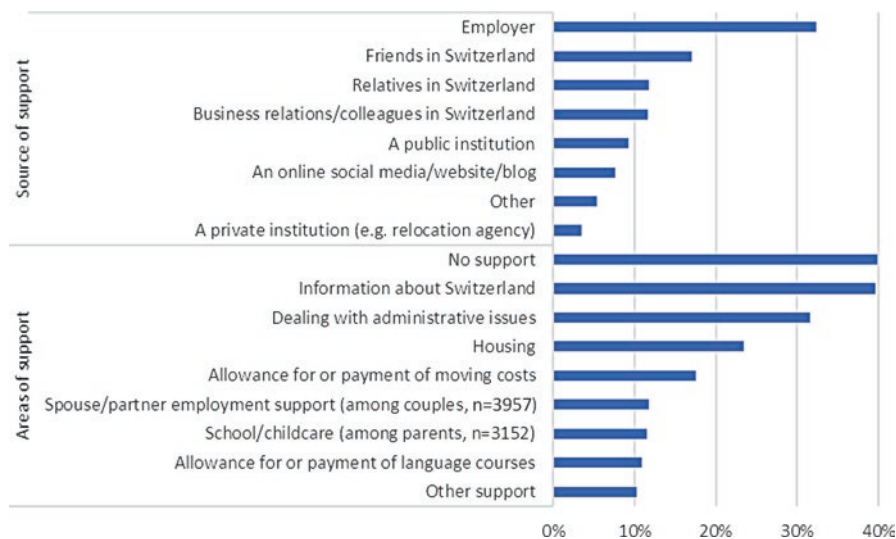 Source of support
Employer
Friends in Switzerland
Relatives in Switzerland
Business relations/colleagues in Switzerland
A public institution
An online social media/website/blog
Other
A private institution (e.g. relocation agency)
Areas of support
No support
Information about Switzerland
Dealing with administrative issues
Housing
Allowance for or payment of moving costs
Spouse/partner employment support (among couples, n=3957)
School/childcare (among parents, n=3152)
Allowance for or payment of language courses
Other support
0% 10% 20% 30% 40%